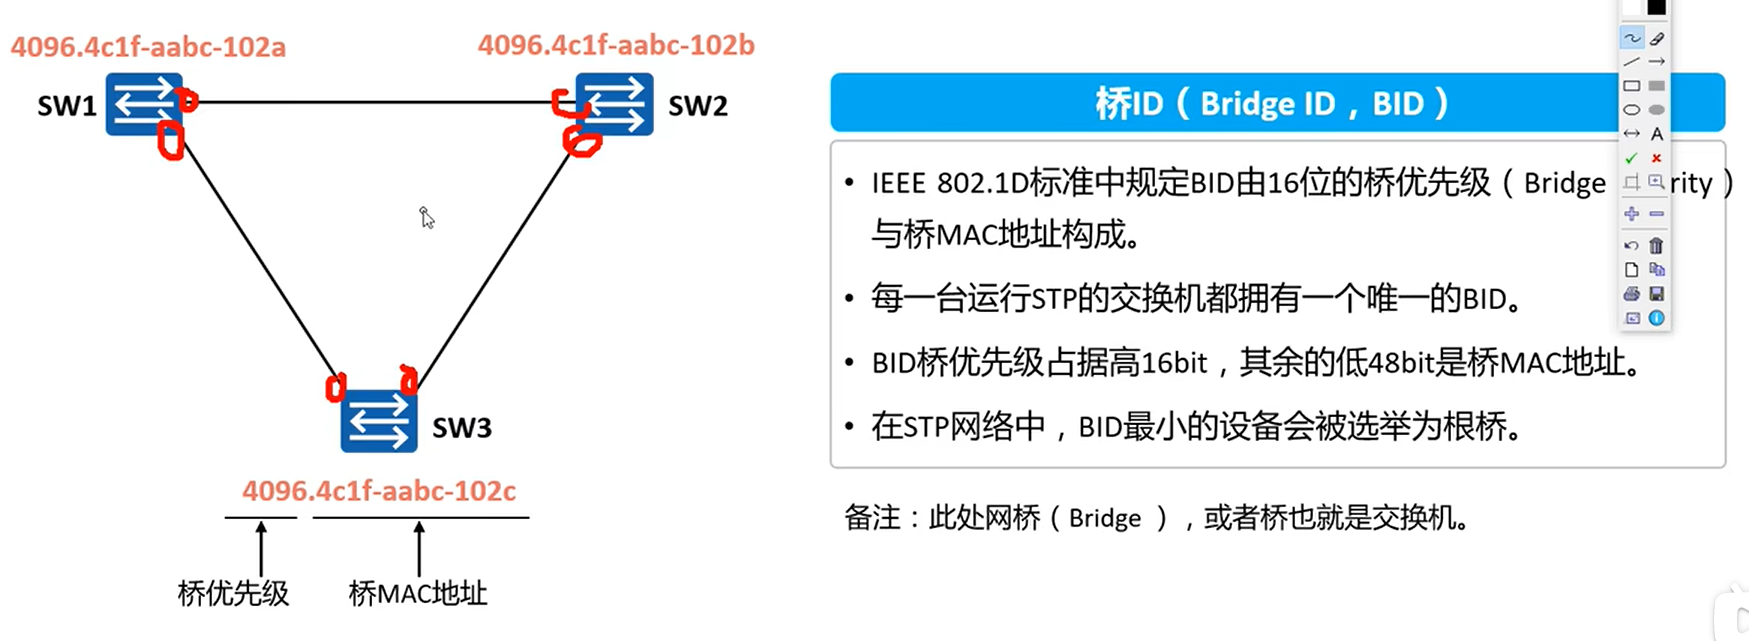 4096.4c1f-aabc-102a
4096.4c1f-aabc-102b
SW1
SW2
SW3
4096.4c1f-aabc-102c
桥优先级
桥MAC地址
桥ID（Bridge ID，BID）
• IEEE 802.1D标准中规定BID由16位的桥优先级（Bridge rity）
与桥MAC地址构成。
• 每一台运行STP的交换机都拥有一个唯一的BID。
• BID桥优先级占据高16bit，其余的低48bit是桥MAC地址。
• 在STP网络中，BID最小的设备会被选举为根桥。
备注：此处网桥（Bridge ），或者桥也就是交换机。
A